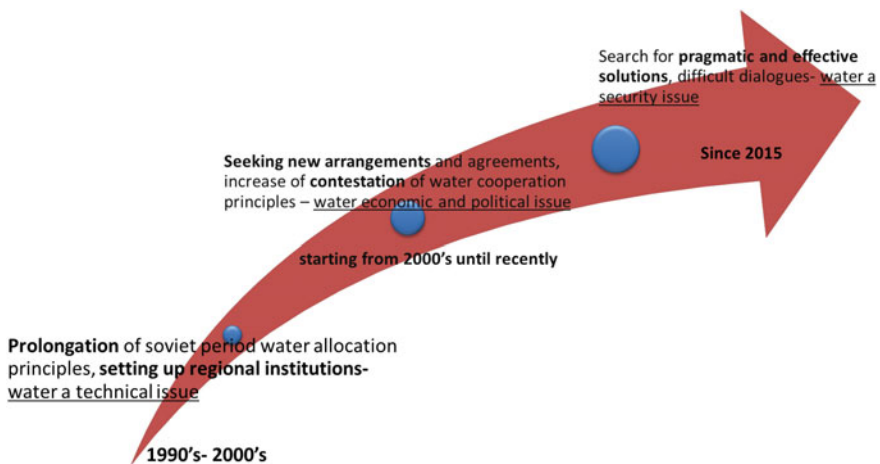 Search for pragmatic and effective
solutions, difficult dialogues- water a
security issue
Since 2015
Seeking new arrangements and agreements,
increase of contestation of water cooperation
principles – water economic and political issue
starting from 2000's until recently
Prolongation of soviet period water allocation
principles, setting up regional institutions-
water a technical issue
1990's- 2000's